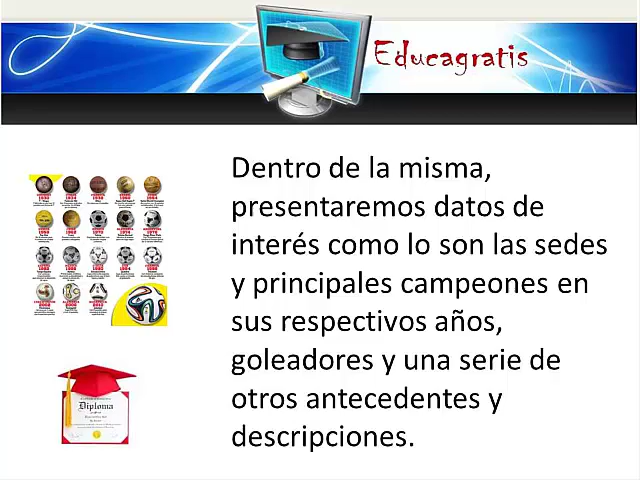 Educagratis
Dentro de la misma,
presentaremos datos de
interés como lo son las sedes
y principales campeones en
sus respectivos años,
goleadores y una serie de
otros antecedentes y
descripciones.
Diploma